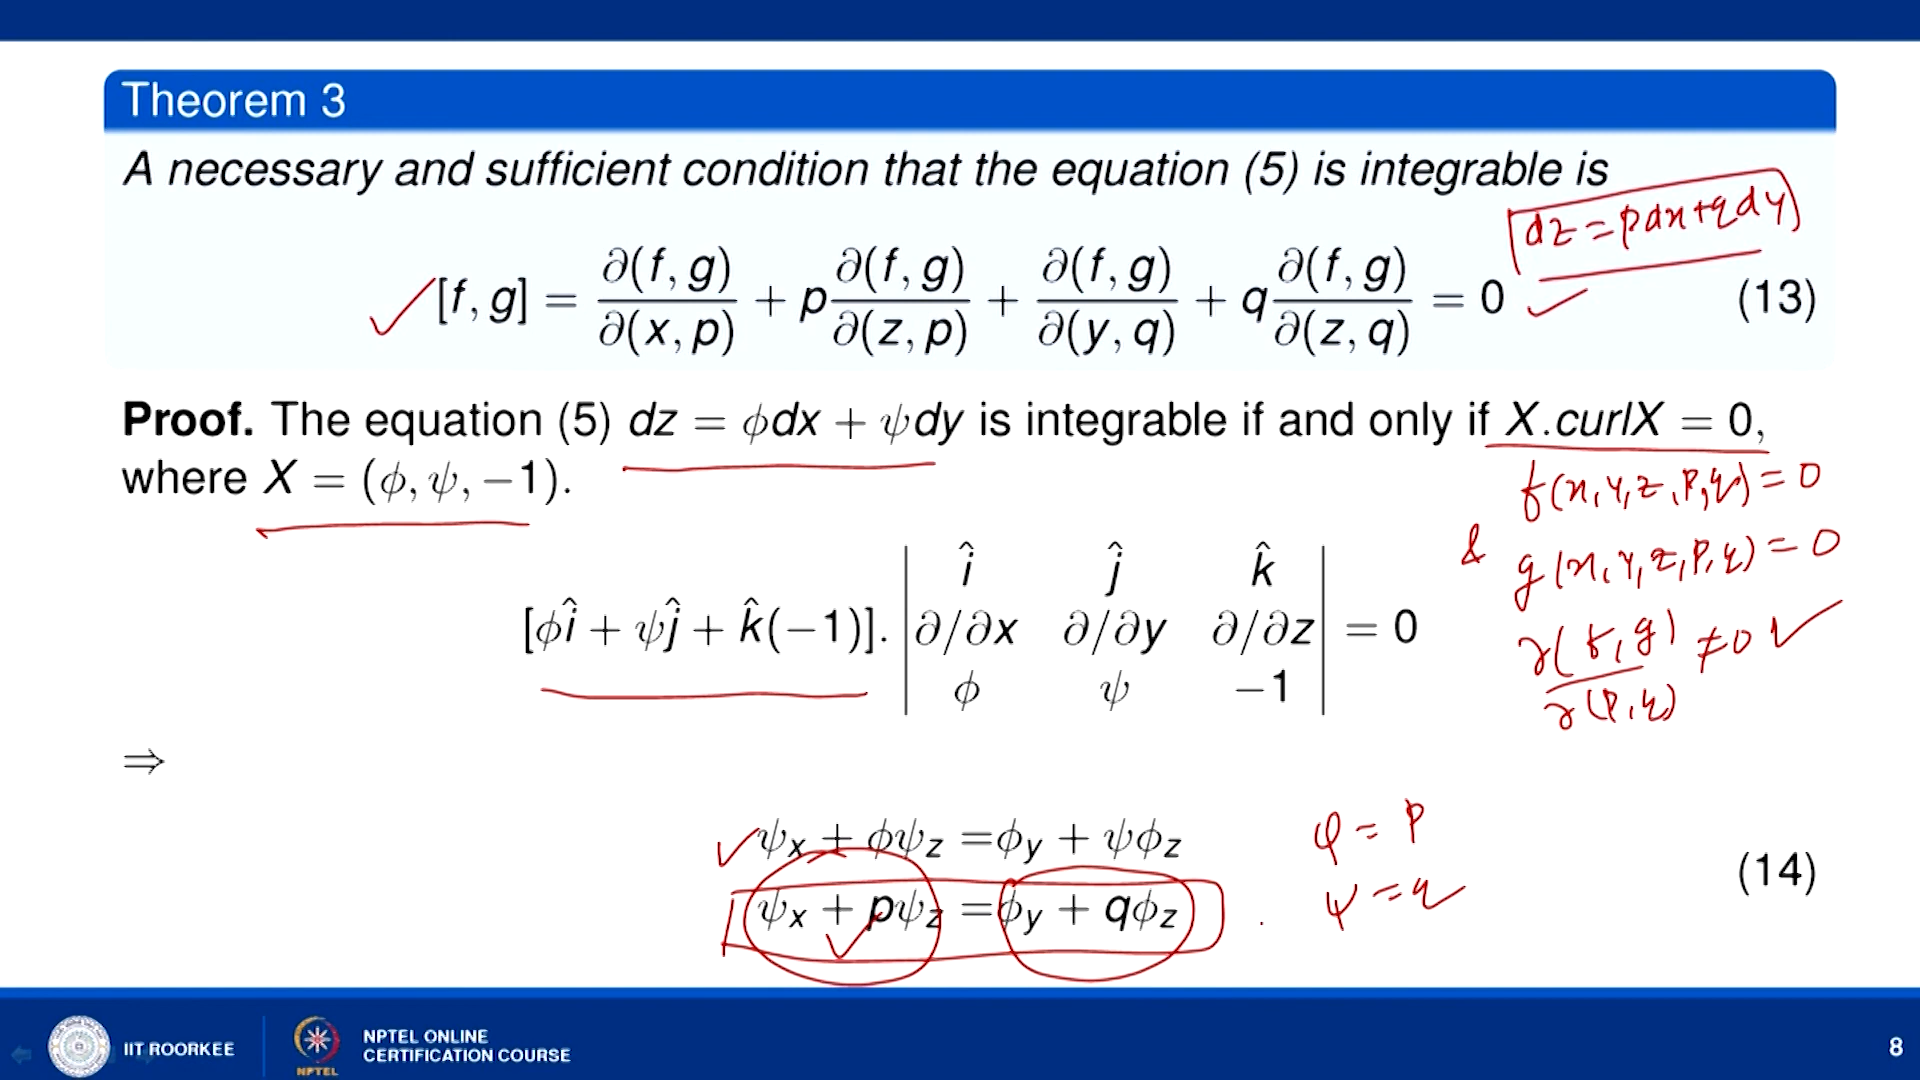 Theorem 3
A necessary and sufficient condition that the equation (5) is integrable is
dz = pdx+qdy
[f, g] = ∂(f, g)/∂(x, p) + p ∂(f, g)/∂(z, p) + ∂(f, g)/∂(y, q) + q ∂(f, g)/∂(z, q) = 0 (13)
Proof. The equation (5) dz = ϕdx + ψdy is integrable if and only if X.curlX = 0,
where X = (ϕ, ψ, −1).
f(x,y,z,p,q) = 0
& g(x,y,z,p,q) = 0
[ϕî + ψĵ + k̂(−1)]. | î ĵ k̂ |
| ∂/∂x ∂/∂y ∂/∂z | = 0
| ϕ ψ −1 |
∂(f,g)/∂(p,q) ≠ 0 ✓
⇒
✓ ψx + ϕψz =ϕy + ψϕz
φ = p
ψx + pψz =ϕy + qϕz (14)
ψ = q
IIT ROORKEE
NPTEL
NPTEL ONLINE
CERTIFICATION COURSE
8